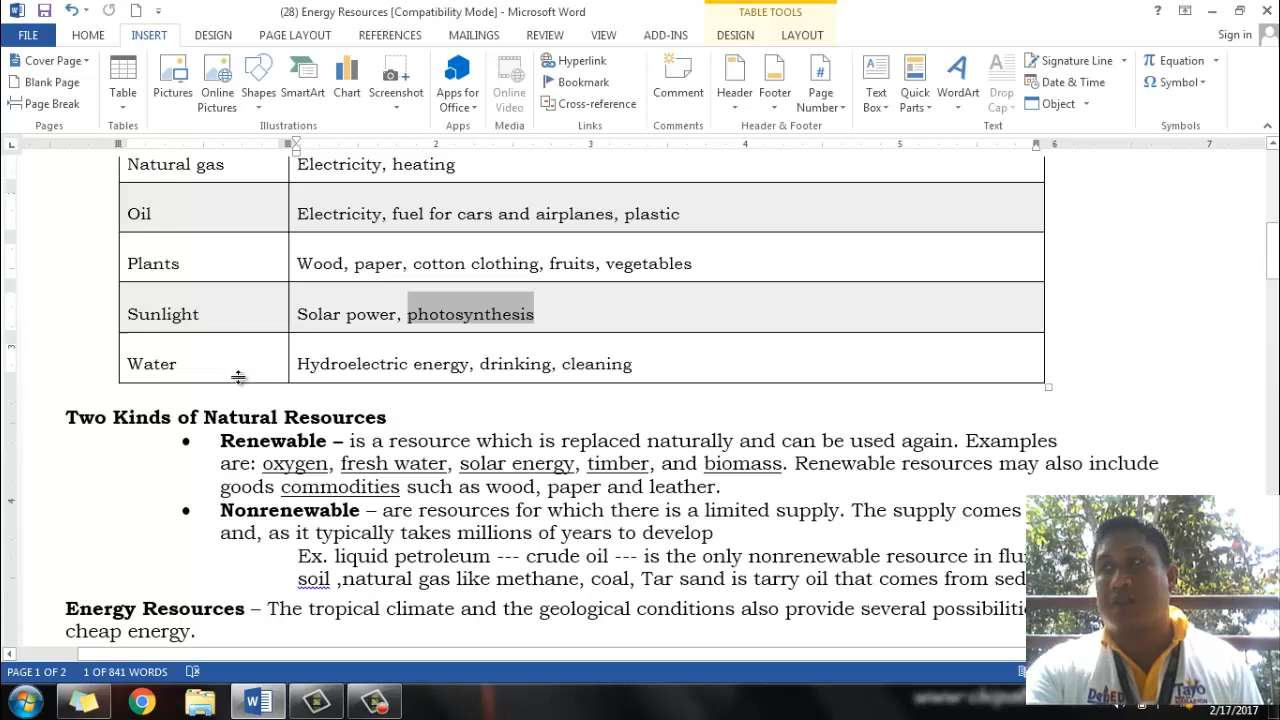 (28) Energy Resources [Compatibility Mode] - Microsoft Word
TABLE TOOLS
FILE HOME INSERT DESIGN PAGE LAYOUT REFERENCES MAILINGS REVIEW VIEW ADD-INS DESIGN LAYOUT Sign in
Cover Page
Blank Page
Page Break
Table
Pictures
Online Pictures
Shapes
SmartArt
Chart
Screenshot
Apps for Office
Online Video
Hyperlink
Bookmark
Cross-reference
Comment
Header
Footer
Page Number
Text Box
Quick Parts
WordArt
Drop Cap
Signature Line
Date & Time
Object
Equation
Symbol
Pages Tables Illustrations Apps Media Links Comments Header & Footer Text Symbols
2 3 4 5 6 7
Natural gas Electricity, heating
Oil Electricity, fuel for cars and airplanes, plastic
Plants Wood, paper, cotton clothing, fruits, vegetables
Sunlight Solar power, photosynthesis
Water Hydroelectric energy, drinking, cleaning
Two Kinds of Natural Resources
• Renewable – is a resource which is replaced naturally and can be used again. Examples
are: oxygen, fresh water, solar energy, timber, and biomass. Renewable resources may also include
goods commodities such as wood, paper and leather.
• Nonrenewable – are resources for which there is a limited supply. The supply comes
and, as it typically takes millions of years to develop
Ex. liquid petroleum --- crude oil --- is the only nonrenewable resource in
soil ,natural gas like methane, coal, Tar sand is tarry oil that comes from
Energy Resources – The tropical climate and the geological conditions also provide several
cheap energy.
PAGE 1 OF 2 1 OF 841 WORDS
DepED
Tayo
2/17/2017